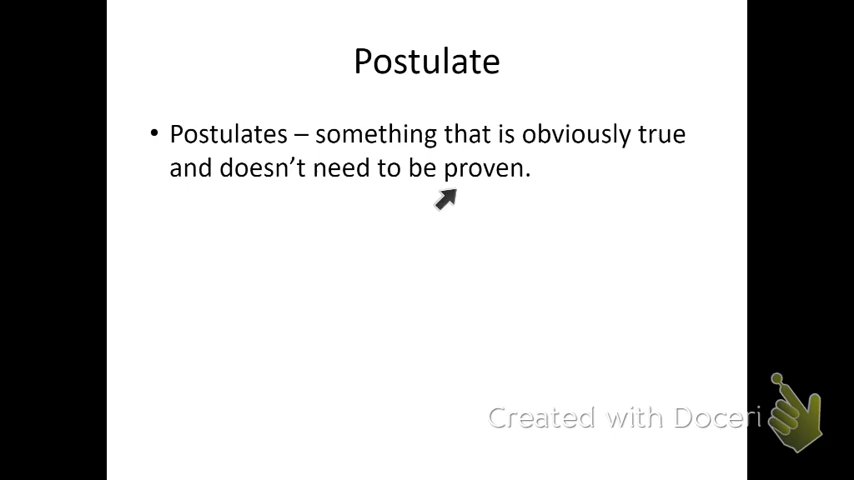 Postulate
• Postulates – something that is obviously true
and doesn't need to be proven.
Created with Doceri